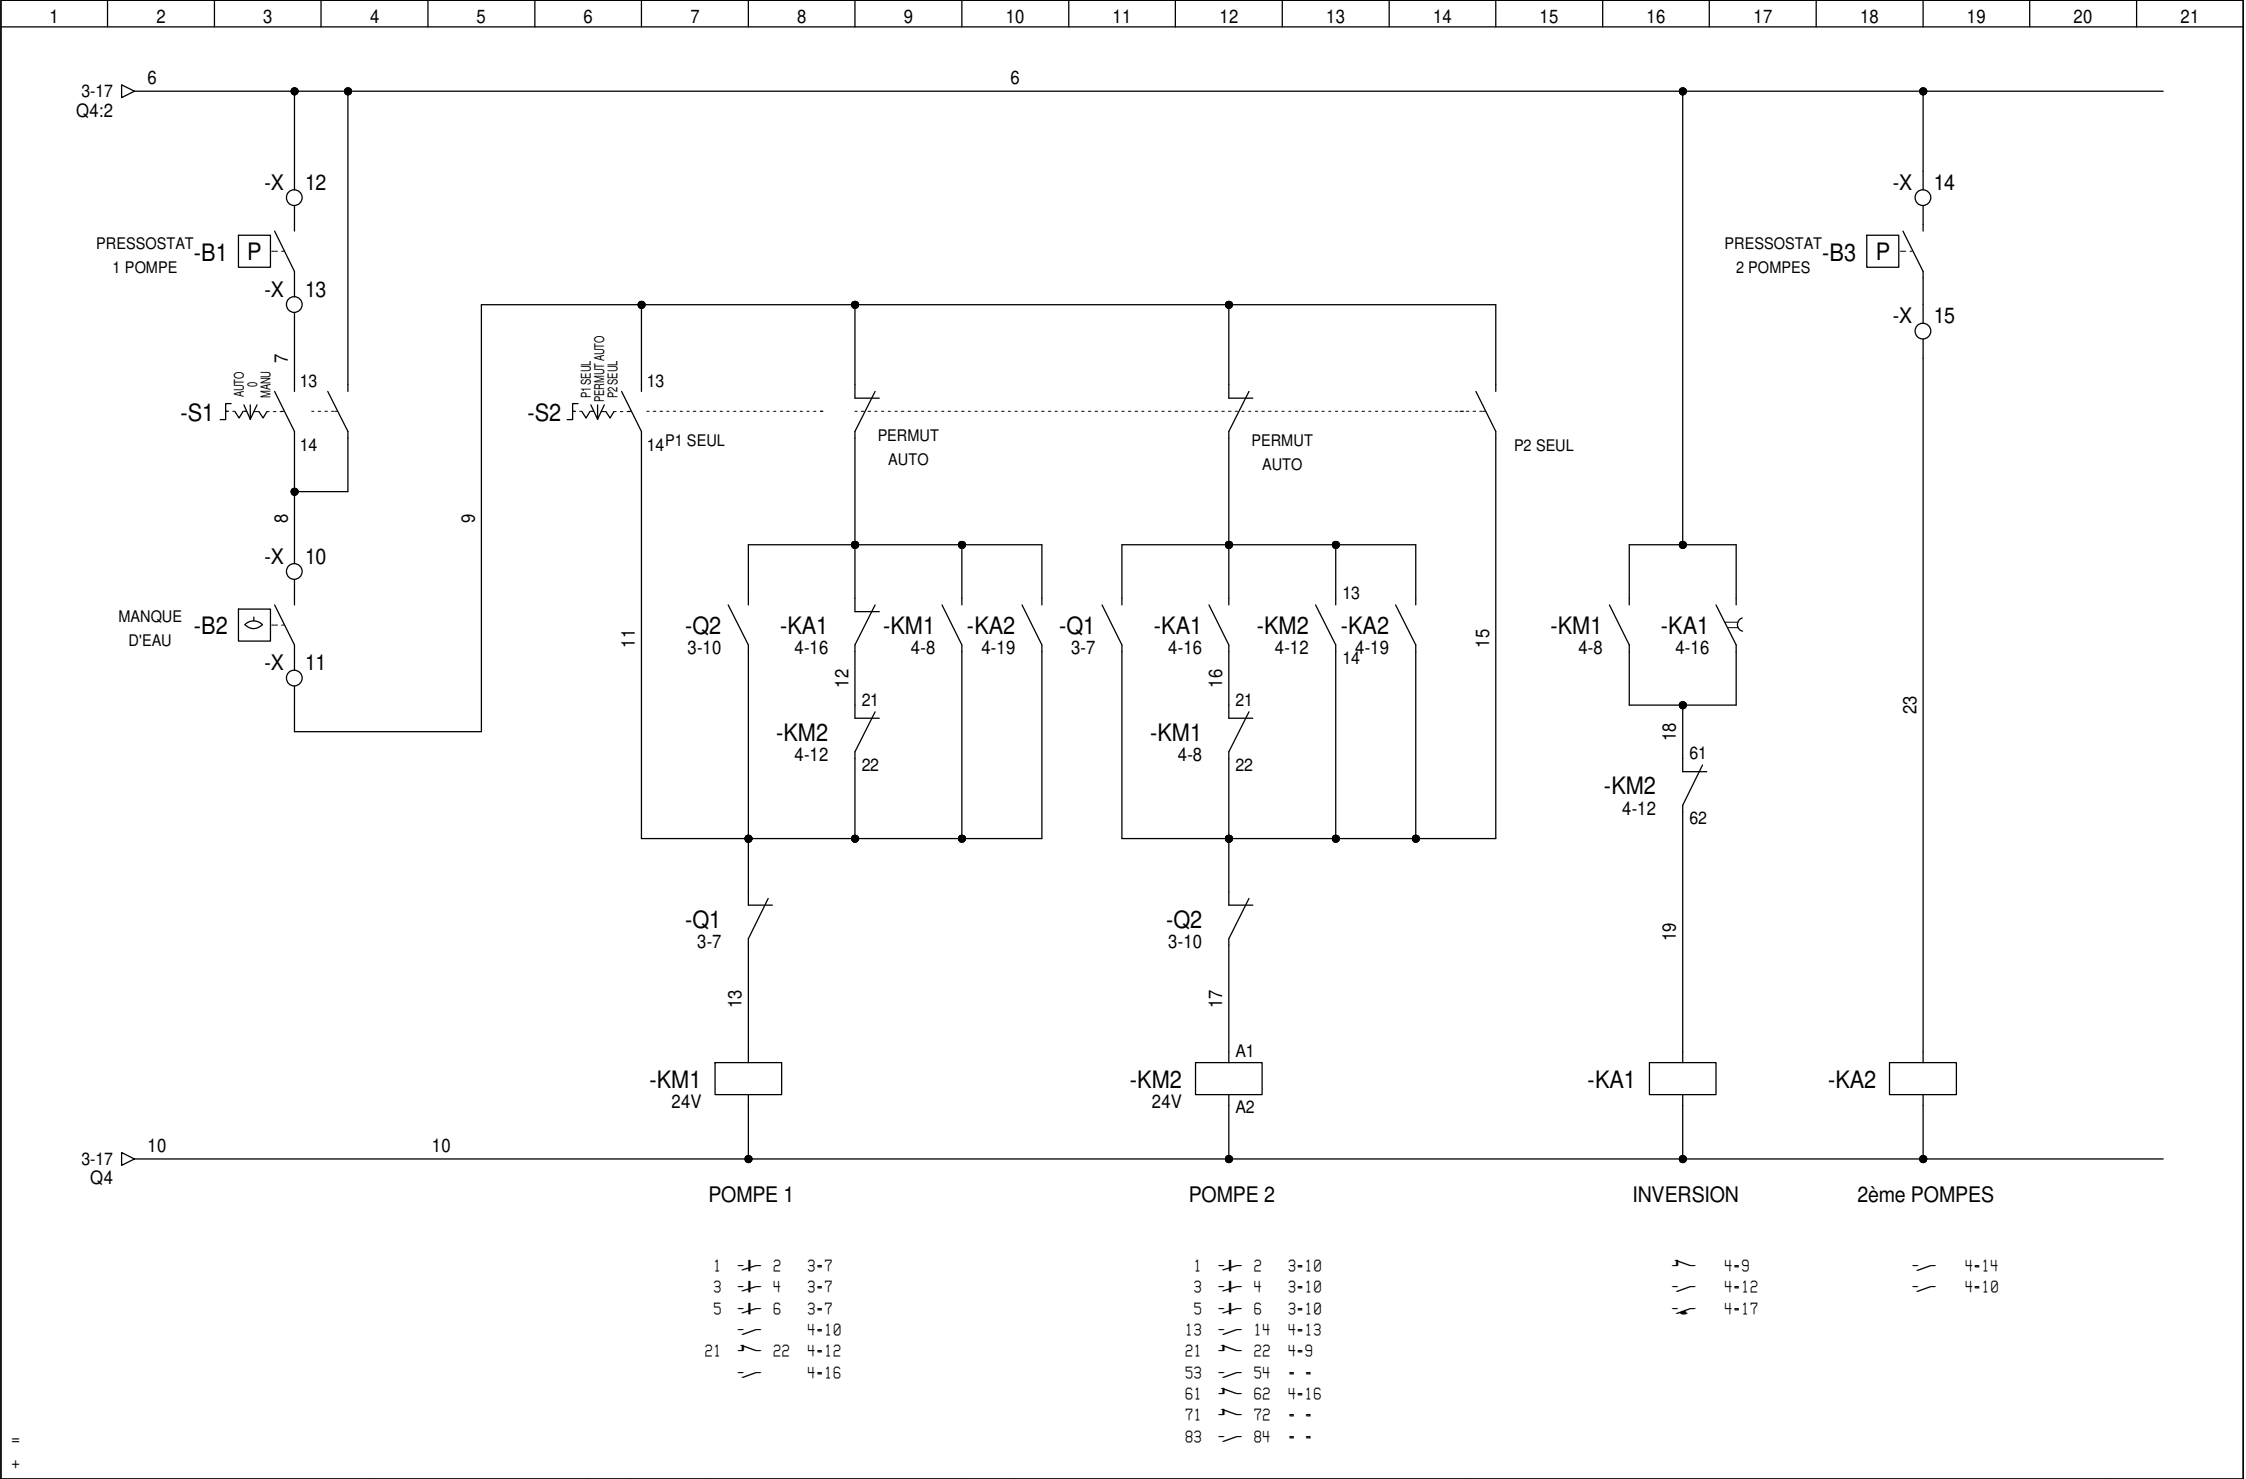 1 2 3 4 5 6 7 8 9 10 11 12 13 14 15 16 17 18 19 20 21
6 6
3-17
Q4:2
-X 12
PRESSOSTAT
1 POMPE
-B1 P
-X 13
7
AUTO
0
MANU
-S1
13
14
8
-X 10
MANQUE
D'EAU
-B2
-X 11
9
P1 SEUL
PERMUT AUTO
P2 SEUL
-S2
13
14
P1 SEUL
PERMUT
AUTO
PERMUT
AUTO
P2 SEUL
11
-Q2
3-10
-KA1
4-16
-KM1
4-8
-KA2
4-19
12
21
-KM2
4-12
22
-Q1
3-7
13
-KM1
24V
-Q1
3-7
-KA1
4-16
-KM2
4-12
13
14
-KA2
4-19
15
16
21
-KM1
4-8
22
-Q2
3-10
17
A1
-KM2
24V
A2
-KM1
4-8
-KA1
4-16
18
61
-KM2
4-12
62
19
-KA1
-X 14
PRESSOSTAT
2 POMPES
-B3 P
-X 15
23
-KA2
10 10
3-17
Q4
POMPE 1 POMPE 2 INVERSION 2ème POMPES
1 2 3-7
3 4 3-7
5 6 3-7
4-10
21 22 4-12
4-16
1 2 3-10
3 4 3-10
5 6 3-10
13 14 4-13
21 22 4-9
53 54 - -
61 62 4-16
71 72 - -
83 84 - -
4-9
4-12
4-17
4-14
4-10
=
+